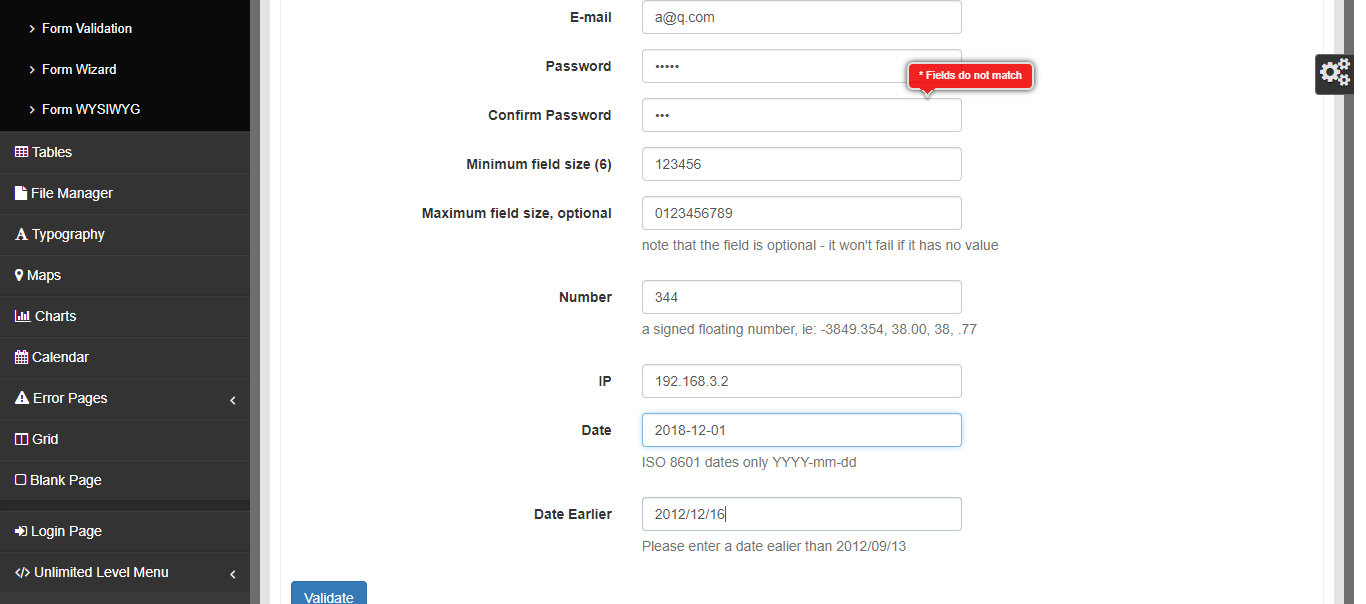 Form Validation
Form Wizard
Form WYSIWYG
Tables
File Manager
Typography
Maps
Charts
Calendar
Error Pages
Grid
Blank Page
Login Page
Unlimited Level Menu
E-mail a@q.com
Password •••••
* Fields do not match
Confirm Password •••
Minimum field size (6) 123456
Maximum field size, optional 0123456789
note that the field is optional - it won't fail if it has no value
Number 344
a signed floating number, ie: -3849.354, 38.00, 38, .77
IP 192.168.3.2
Date 2018-12-01
ISO 8601 dates only YYYY-mm-dd
Date Earlier 2012/12/16
Please enter a date ealier than 2012/09/13
Validate